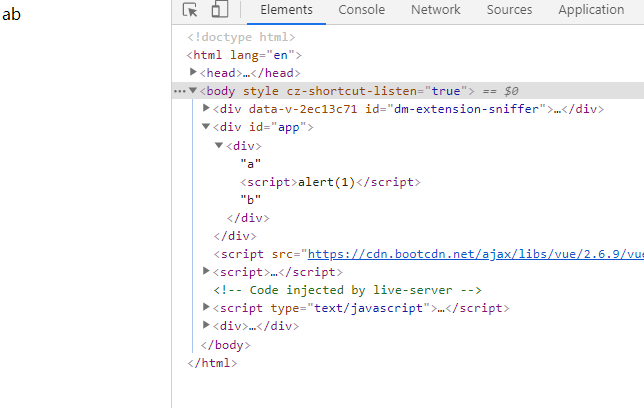 ab
Elements Console Network Sources Application
<!doctype html>
<html lang="en">
<head>…</head>
<body style cz-shortcut-listen="true"> == $0
<div data-v-2ec13c71 id="dm-extension-sniffer">…</div>
<div id="app">
<div>
"a"
<script>alert(1)</script>
"b"
</div>
</div>
<script src="https://cdn.bootcdn.net/ajax/libs/vue/2.6.9/vue
<script>…</script>
<!-- Code injected by live-server -->
<script type="text/javascript">…</script>
<div>…</div>
</body>
</html>